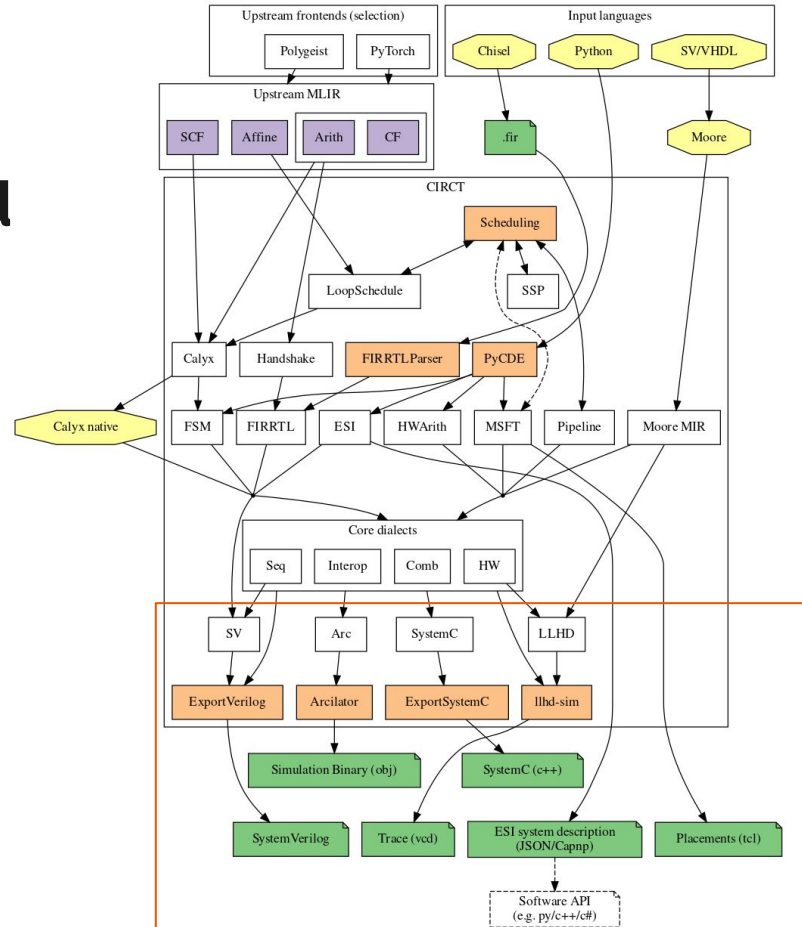 Upstream frontends (selection)
Input languages
Polygeist
PyTorch
Chisel
Python
SV/VHDL
Upstream MLIR
SCF
Affine
Arith
CF
.fir
Moore
CIRCT
Scheduling
LoopSchedule
SSP
Calyx
Handshake
FIRRTLParser
PyCDE
Calyx native
FSM
FIRRTL
ESI
HWArith
MSFT
Pipeline
Moore MIR
Core dialects
Seq
Interop
Comb
HW
SV
Arc
SystemC
LLHD
ExportVerilog
Arcilator
ExportSystemC
llhd-sim
Simulation Binary (obj)
SystemC (c++)
SystemVerilog
Trace (vcd)
ESI system description
(JSON/Capnp)
Placements (tcl)
Software API
(e.g. py/c++/c#)